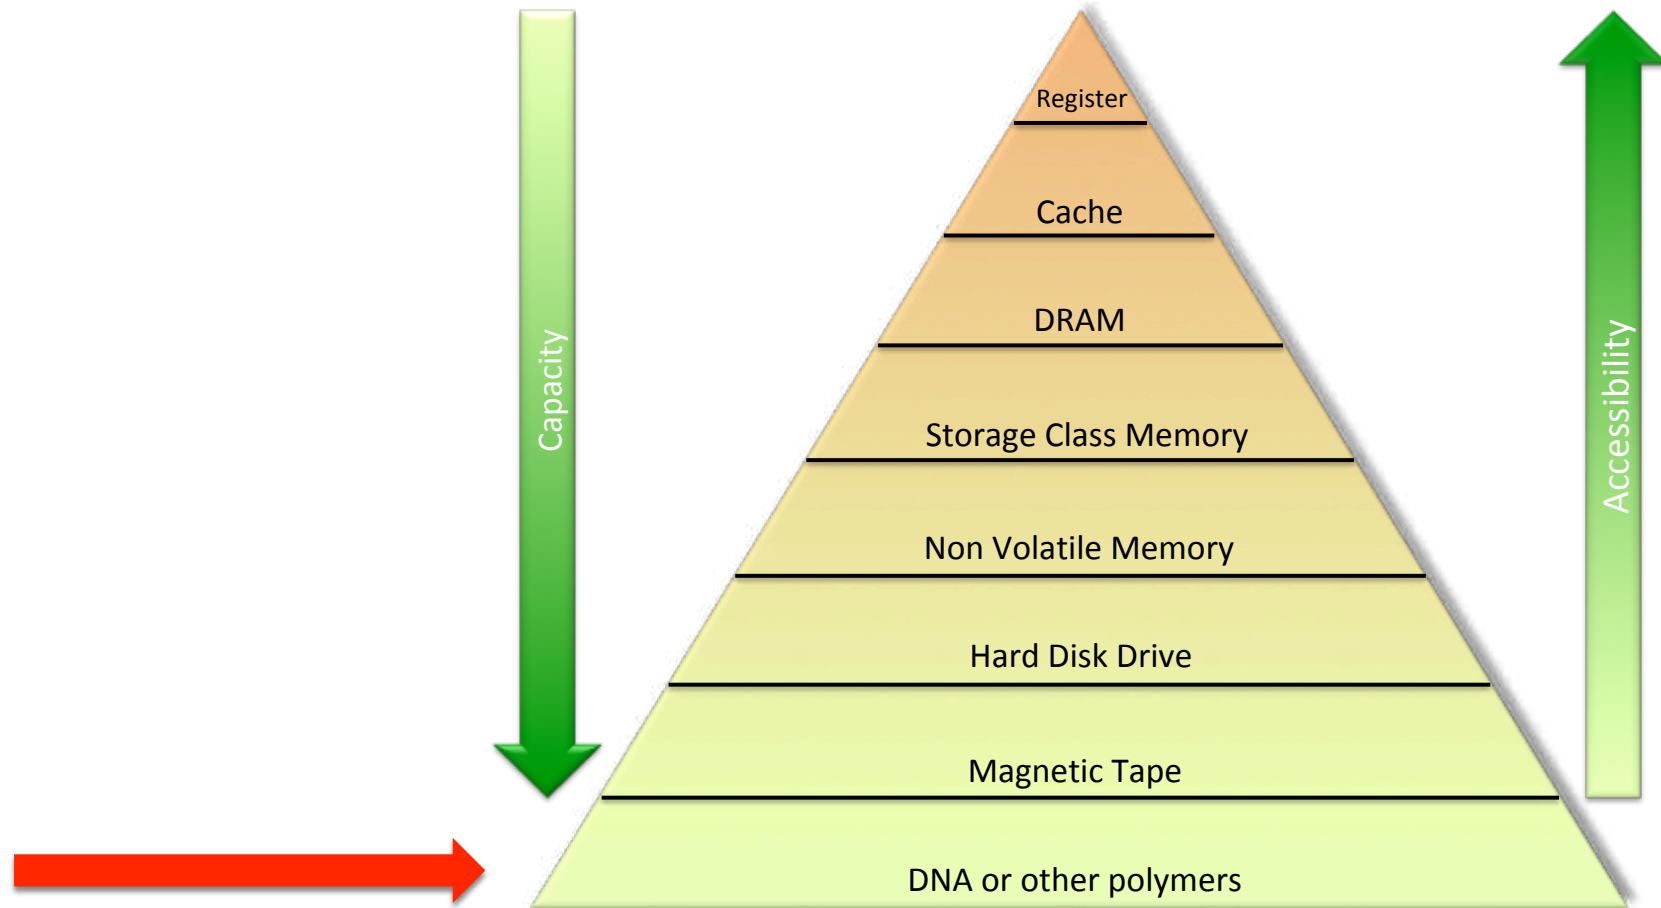 Register
Cache
DRAM
Capacity
Accessibility
Storage Class Memory
Non Volatile Memory
Hard Disk Drive
Magnetic Tape
DNA or other polymers